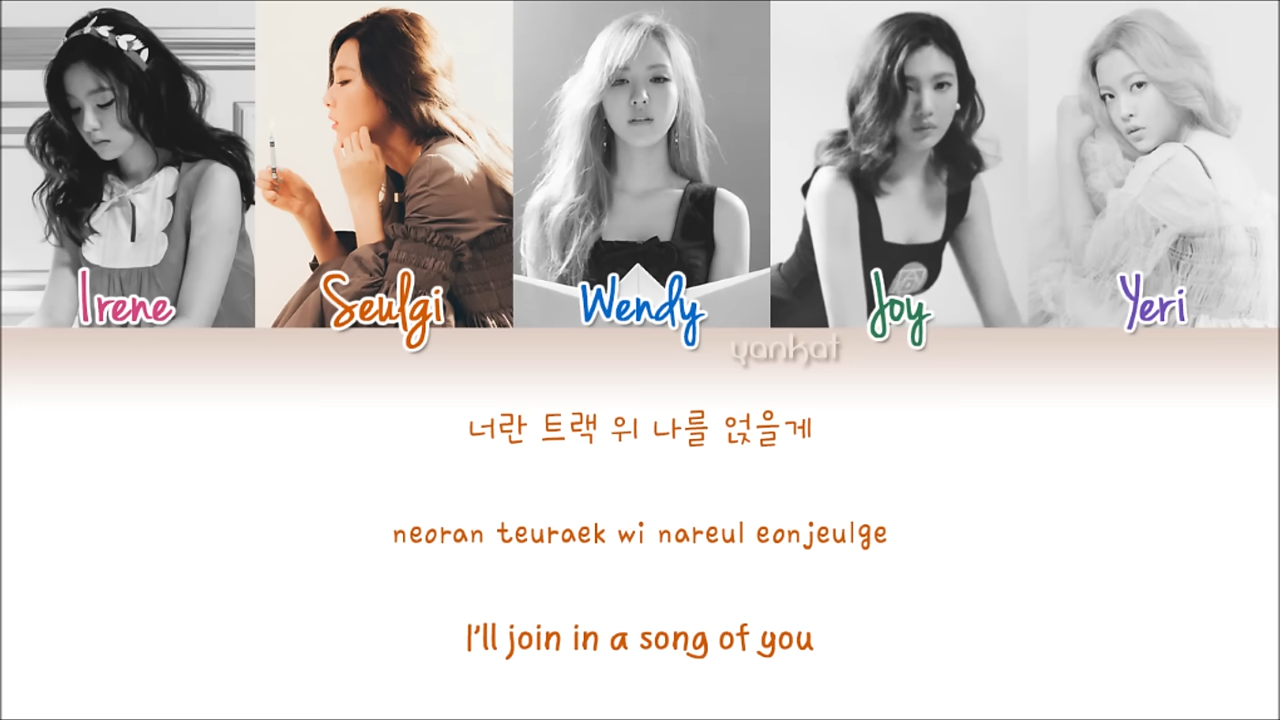 Irene
Seulgi
Wendy
Joy
Yeri
yankat
너란 트랙 위 나를 얹을게
neoran teuraek wi nareul eonjeulge
I'll join in a song of you